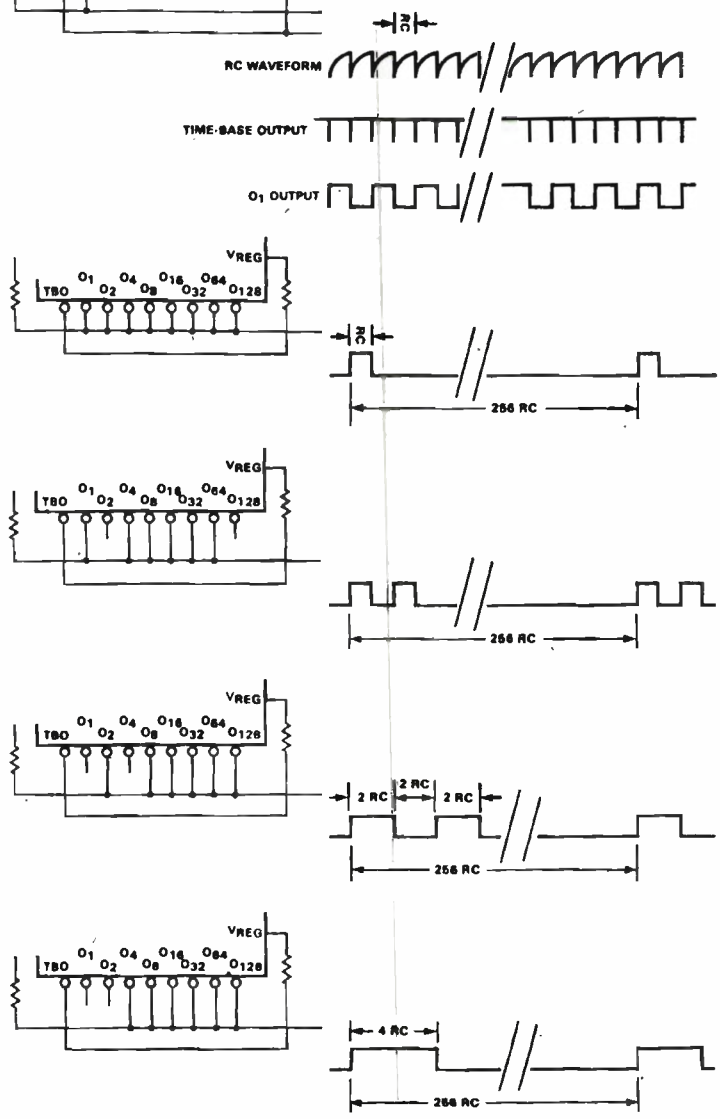 RC
RC WAVEFORM
TIME-BASE OUTPUT
O1 OUTPUT
VREG
TBO O1 O2 O4 O8 O16 O32 O64 O128
RC
256 RC
VREG
TBO O1 O2 O4 O8 O16 O32 O64 O128
256 RC
VREG
TBO O1 O2 O4 O8 O16 O32 O64 O128
2 RC 2 RC 2 RC
256 RC
VREG
TBO O1 O2 O4 O8 O16 O32 O64 O128
4 RC
256 RC